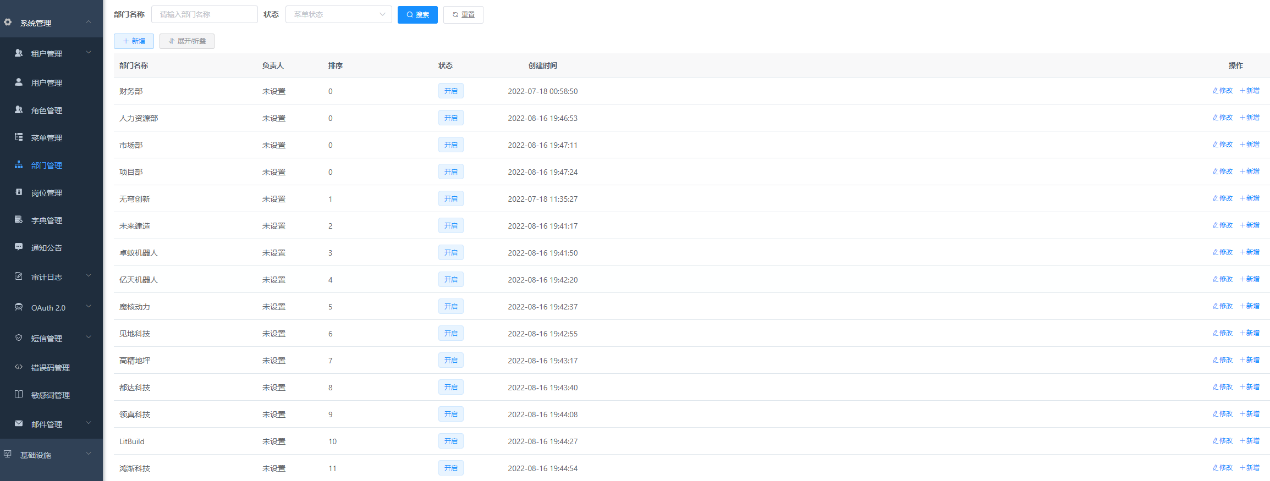 系统管理
租户管理
用户管理
角色管理
菜单管理
部门管理
岗位管理
字典管理
通知公告
审计日志
OAuth 2.0
短信管理
错误码管理
敏感词管理
邮件管理
基础设施
部门名称 请输入部门名称 状态 菜单状态 搜索 重置
新增 展开/折叠
部门名称 负责人 排序 状态 创建时间 操作
财务部 未设置 0 开启 2022-07-18 00:58:50 修改 新增
人力资源部 未设置 0 开启 2022-08-16 19:46:53 修改 新增
市场部 未设置 0 开启 2022-08-16 19:47:11 修改 新增
项目部 未设置 0 开启 2022-08-16 19:47:24 修改 新增
无穹创新 未设置 1 开启 2022-07-18 11:35:27 修改 新增
未来建造 未设置 2 开启 2022-08-16 19:41:17 修改 新增
卓蚁机器人 未设置 3 开启 2022-08-16 19:41:50 修改 新增
亿天机器人 未设置 4 开启 2022-08-16 19:42:20 修改 新增
魔核动力 未设置 5 开启 2022-08-16 19:42:37 修改 新增
见地科技 未设置 6 开启 2022-08-16 19:42:55 修改 新增
高精地坪 未设置 7 开启 2022-08-16 19:43:17 修改 新增
都达科技 未设置 8 开启 2022-08-16 19:43:40 修改 新增
领真科技 未设置 9 开启 2022-08-16 19:44:08 修改 新增
LitBuild 未设置 10 开启 2022-08-16 19:44:27 修改 新增
鸿渐科技 未设置 11 开启 2022-08-16 19:44:54 修改 新增